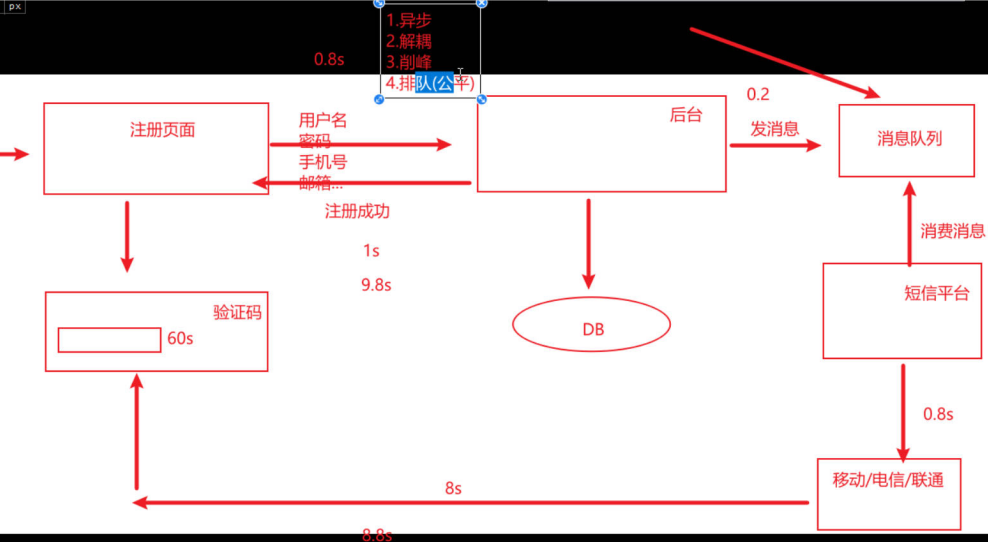 px
1.异步
2.解耦
3.削峰
4.排队(公平)
0.8s
0.2
注册页面
用户名
密码
手机号
邮箱...
后台
发消息
消息队列
注册成功
消费消息
1s
9.8s
验证码
60s
DB
短信平台
0.8s
移动/电信/联通
8s
8.8s